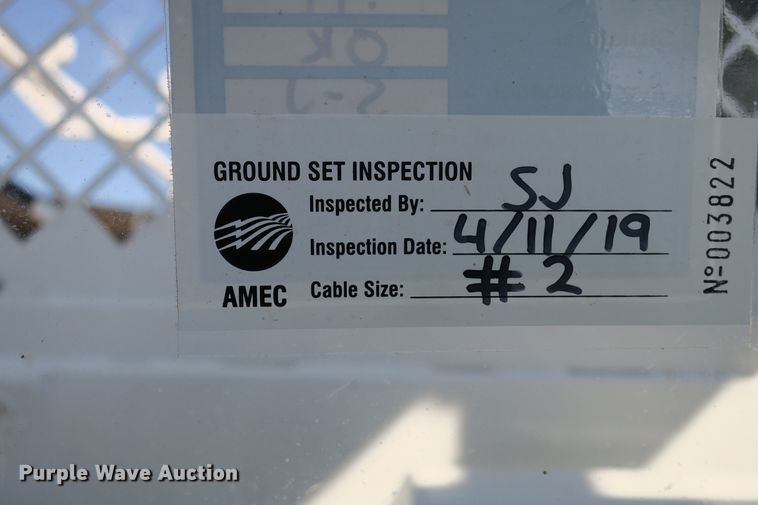 OK
S-J
GROUND SET INSPECTION
Inspected By: SJ
Inspection Date: 4/11/19
AMEC Cable Size: #2
Nº003822
Purple Wave Auction